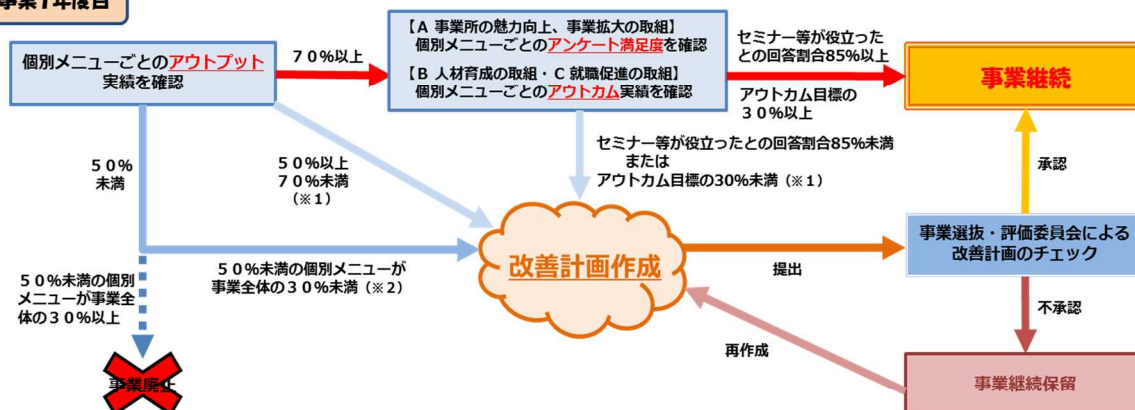 事業1年度目
個別メニューごとのアウトプット
実績を確認
70%以上
【A 事業所の魅力向上、事業拡大の取組】
個別メニューごとのアンケート満足度を確認
【B 人材育成の取組・C 就職促進の取組】
個別メニューごとのアウトカム実績を確認
セミナー等が役立った
との回答割合85%以上
アウトカム目標の
30%以上
事業継続
50%
未満
50%以上
70%未満
(※1)
セミナー等が役立ったとの回答割合85%未満
または
アウトカム目標の30%未満(※1)
承認
50%未満の個別
メニューが事業全
体の30%以上
50%未満の個別メニューが
事業全体の30%未満(※2)
改善計画作成
提出
事業選抜・評価委員会による
改善計画のチェック
不承認
再作成
事業廃止
事業継続保留